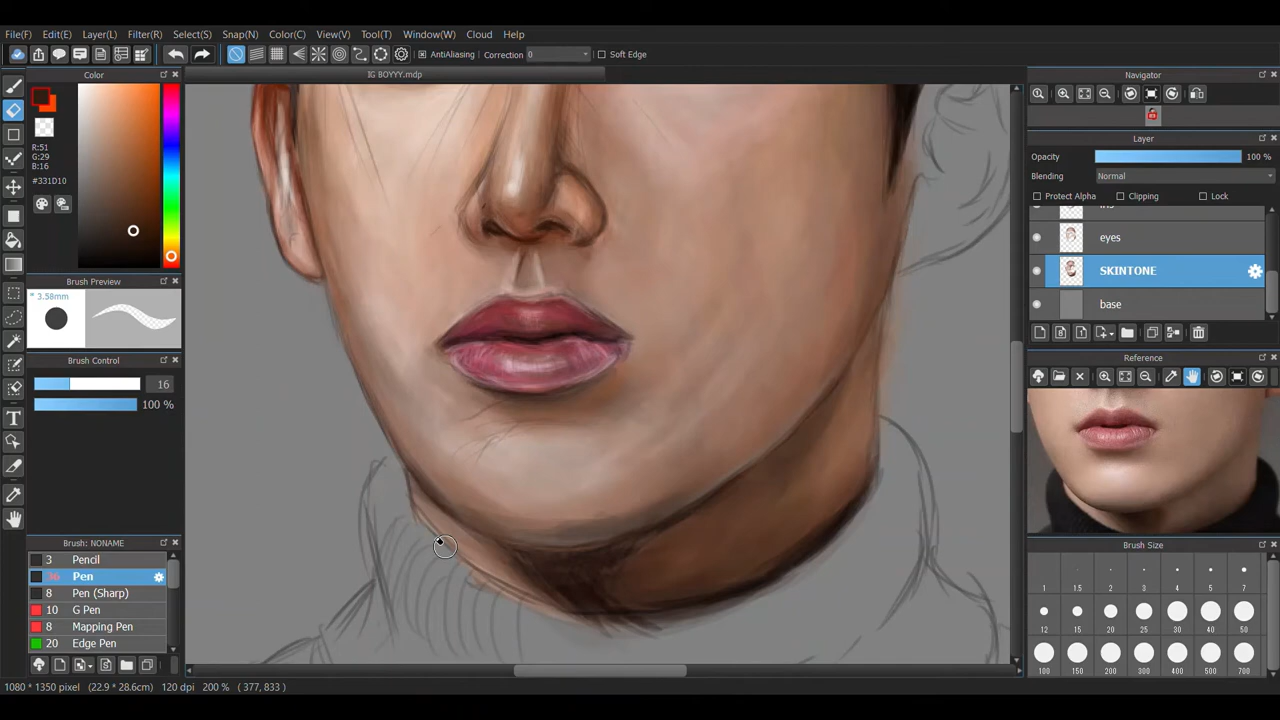 File(F) Edit(E) Layer(L) Filter(R) Select(S) Snap(N) Color(C) View(V) Tool(T) Window(W) Cloud Help
AntiAliasing Correction 0 Soft Edge
Color
IG BOYYY.mdp
Navigator
Layer
Opacity 100 %
Blending Normal
Protect Alpha Clipping Lock
R:51
G:29
B:16
#331D10
eyes
SKINTONE
base
Brush Preview
3.58mm
Brush Control
16
100 %
Reference
Brush: NONAME
3 Pencil
Pen
8 Pen (Sharp)
10 G Pen
8 Mapping Pen
20 Edge Pen
Brush Size
1 1.5 2 3 4 5 7
12 15 20 25 30 40 50
100 200 300 400 500 700
1080 * 1350 pixel (22.9 * 28.6cm) 120 dpi 200 % ( 377, 833 )